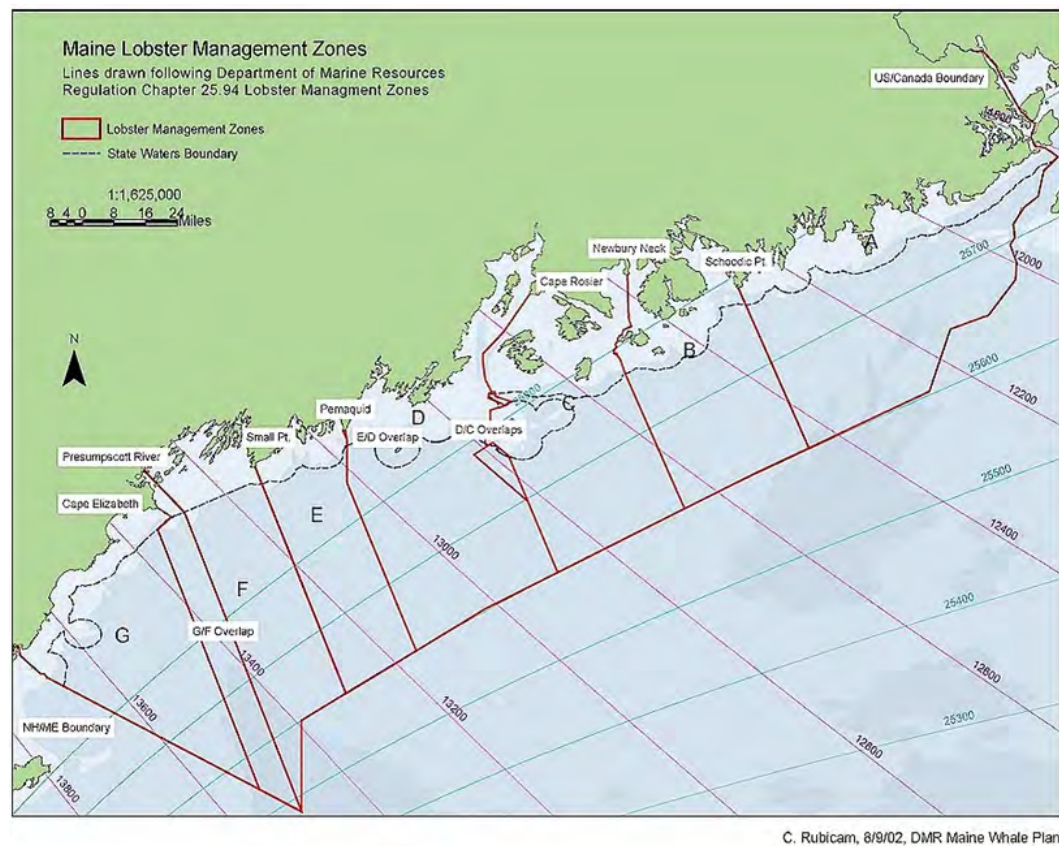 Maine Lobster Management Zones
Lines drawn following Department of Marine Resources
Regulation Chapter 25.94 Lobster Managment Zones
Lobster Management Zones
State Waters Boundary
1:1,625,000
8 4 0 8 16 24
Miles
N
US/Canada Boundary
A
12000
25700
Newbury Neck
Schoodic Pt.
Cape Rosier
B
25600
12200
C
D
Pemaquid
E/D Overlap
D/C Overlaps
Small Pt.
Presumpscott River
Cape Elizabeth
25500
E
13000
12400
F
25400
G
G/F Overlap
13400
12600
13200
NH/ME Boundary
13600
25300
12800
13800
C. Rubicam, 8/9/02, DMR Maine Whale Plan